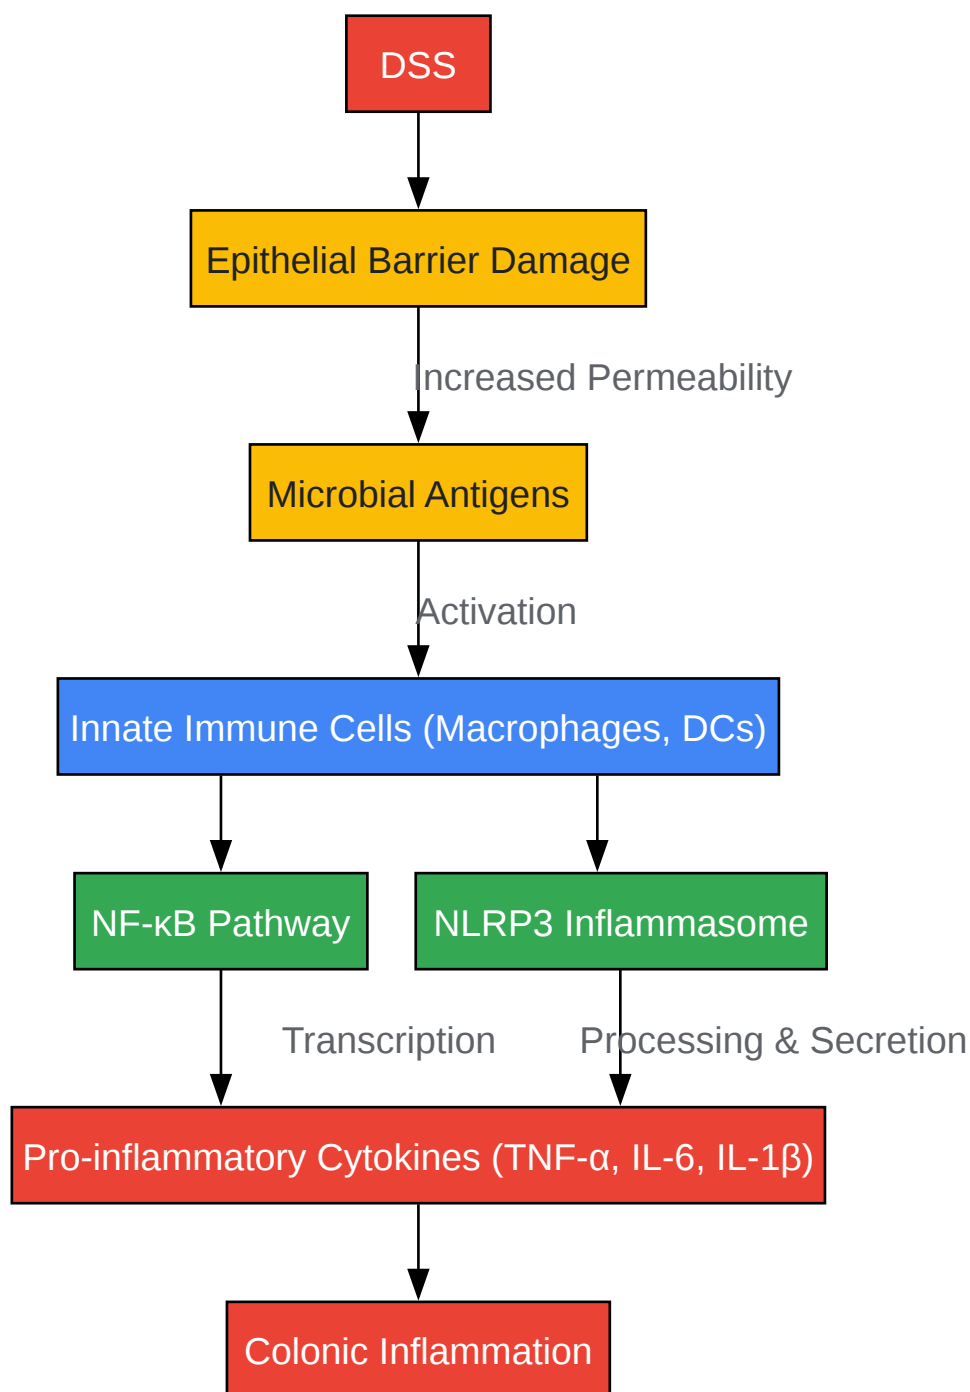 DSS
Epithelial Barrier Damage
Increased Permeability
Microbial Antigens
Activation
Innate Immune Cells (Macrophages, DCs)
NF-κB Pathway
NLRP3 Inflammasome
Transcription
Processing & Secretion
Pro-inflammatory Cytokines (TNF-α, IL-6, IL-1β)
Colonic Inflammation